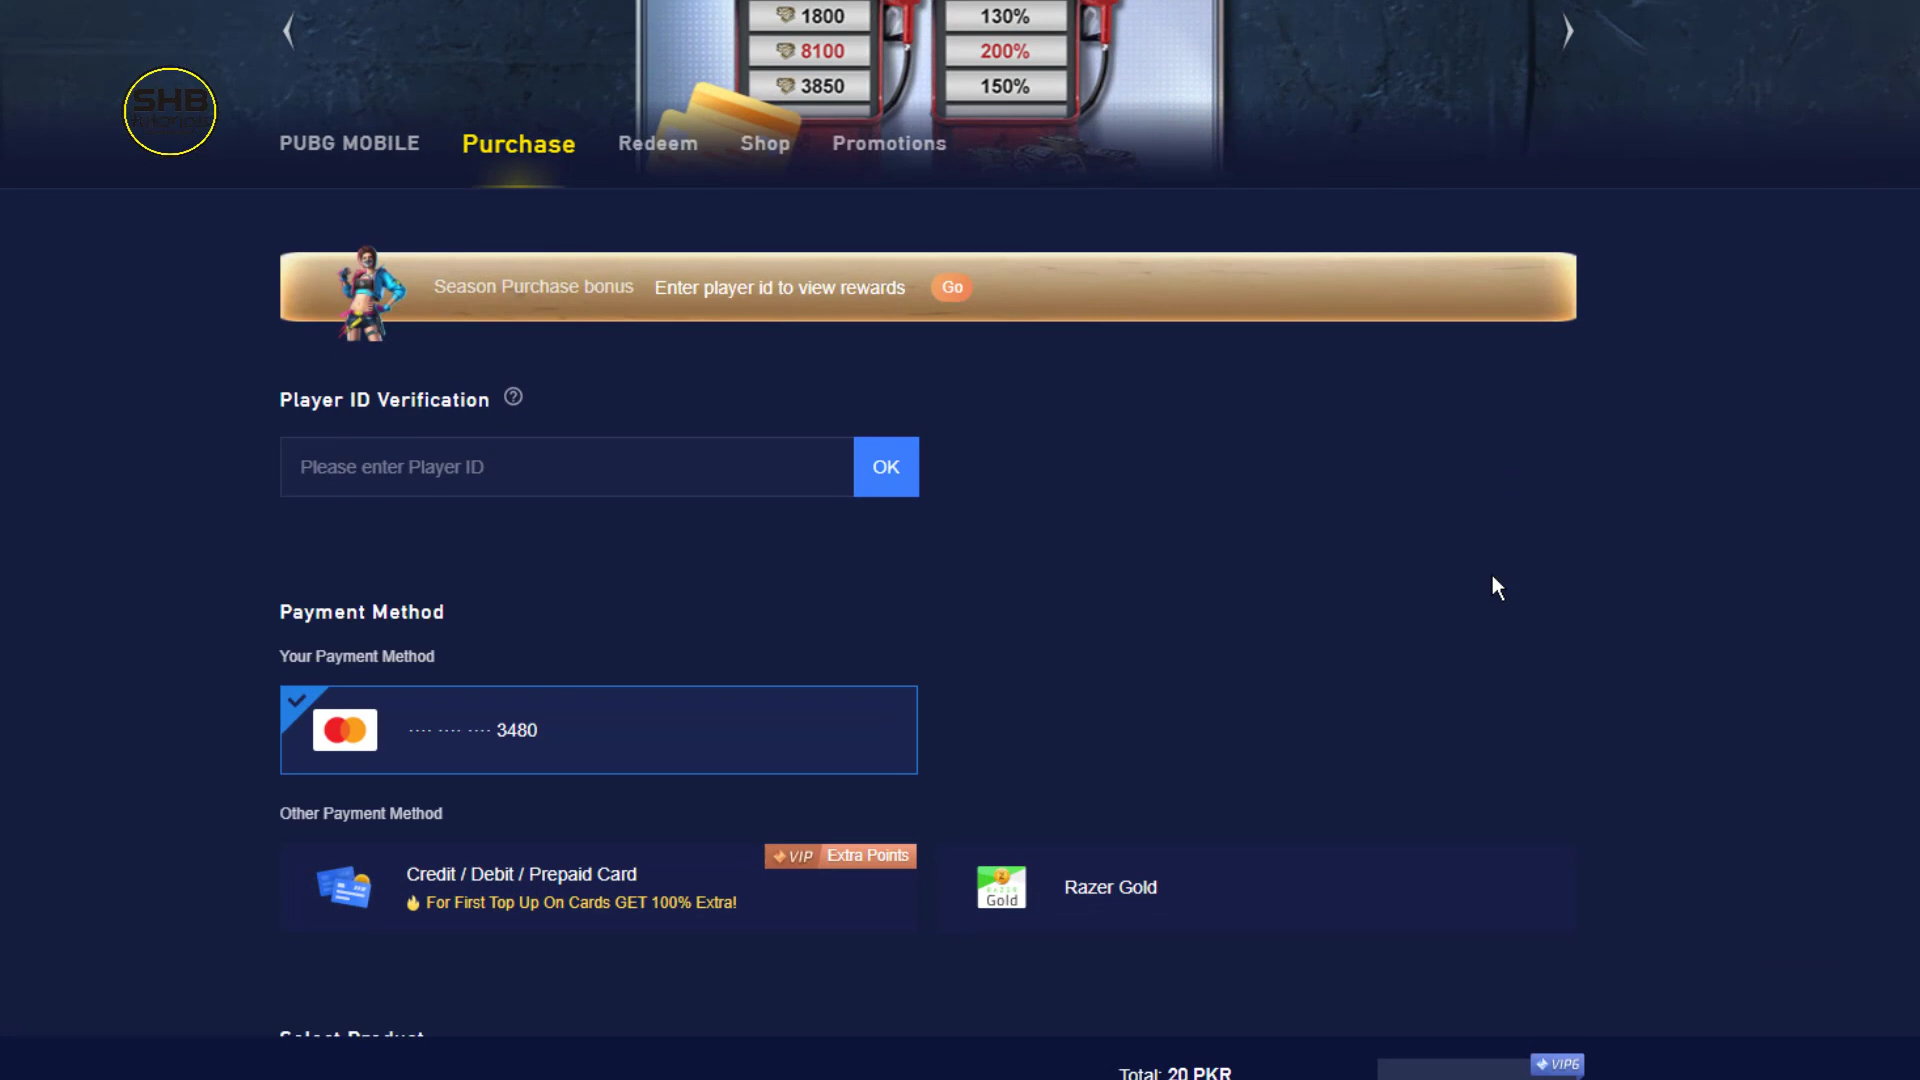 1800
130%
8100
200%
3850
150%
SHB
PUBG MOBILE
Purchase
Redeem
Shop
Promotions
Season Purchase bonus
Enter player id to view rewards
Go
Player ID Verification
Please enter Player ID
OK
Payment Method
Your Payment Method
···· ···· ···· 3480
Other Payment Method
VIP Extra Points
Credit / Debit / Prepaid Card
For First Top Up On Cards GET 100% Extra!
Gold
Razer Gold
Select Product
Total: 20 PKR
VIP6